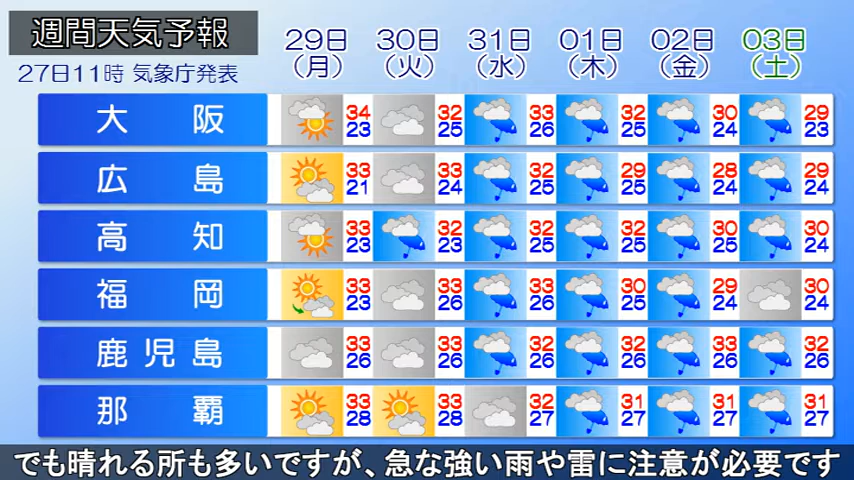 週間天気予報
27日11時 気象庁発表
29日 30日 31日 01日 02日 03日
(月) (火) (水) (木) (金) (土)
大阪 34 32 33 32 30 29
23 25 26 25 24 23
広島 33 33 32 29 28 29
21 24 25 25 24 24
高知 33 32 32 32 30 30
23 23 25 25 25 24
福岡 33 33 33 30 29 30
23 26 26 25 24 24
鹿児島 33 33 32 32 33 32
26 26 26 26 26 26
那覇 33 33 32 31 31 31
28 28 27 27 27 27
でも晴れる所も多いですが、急な強い雨や雷に注意が必要です